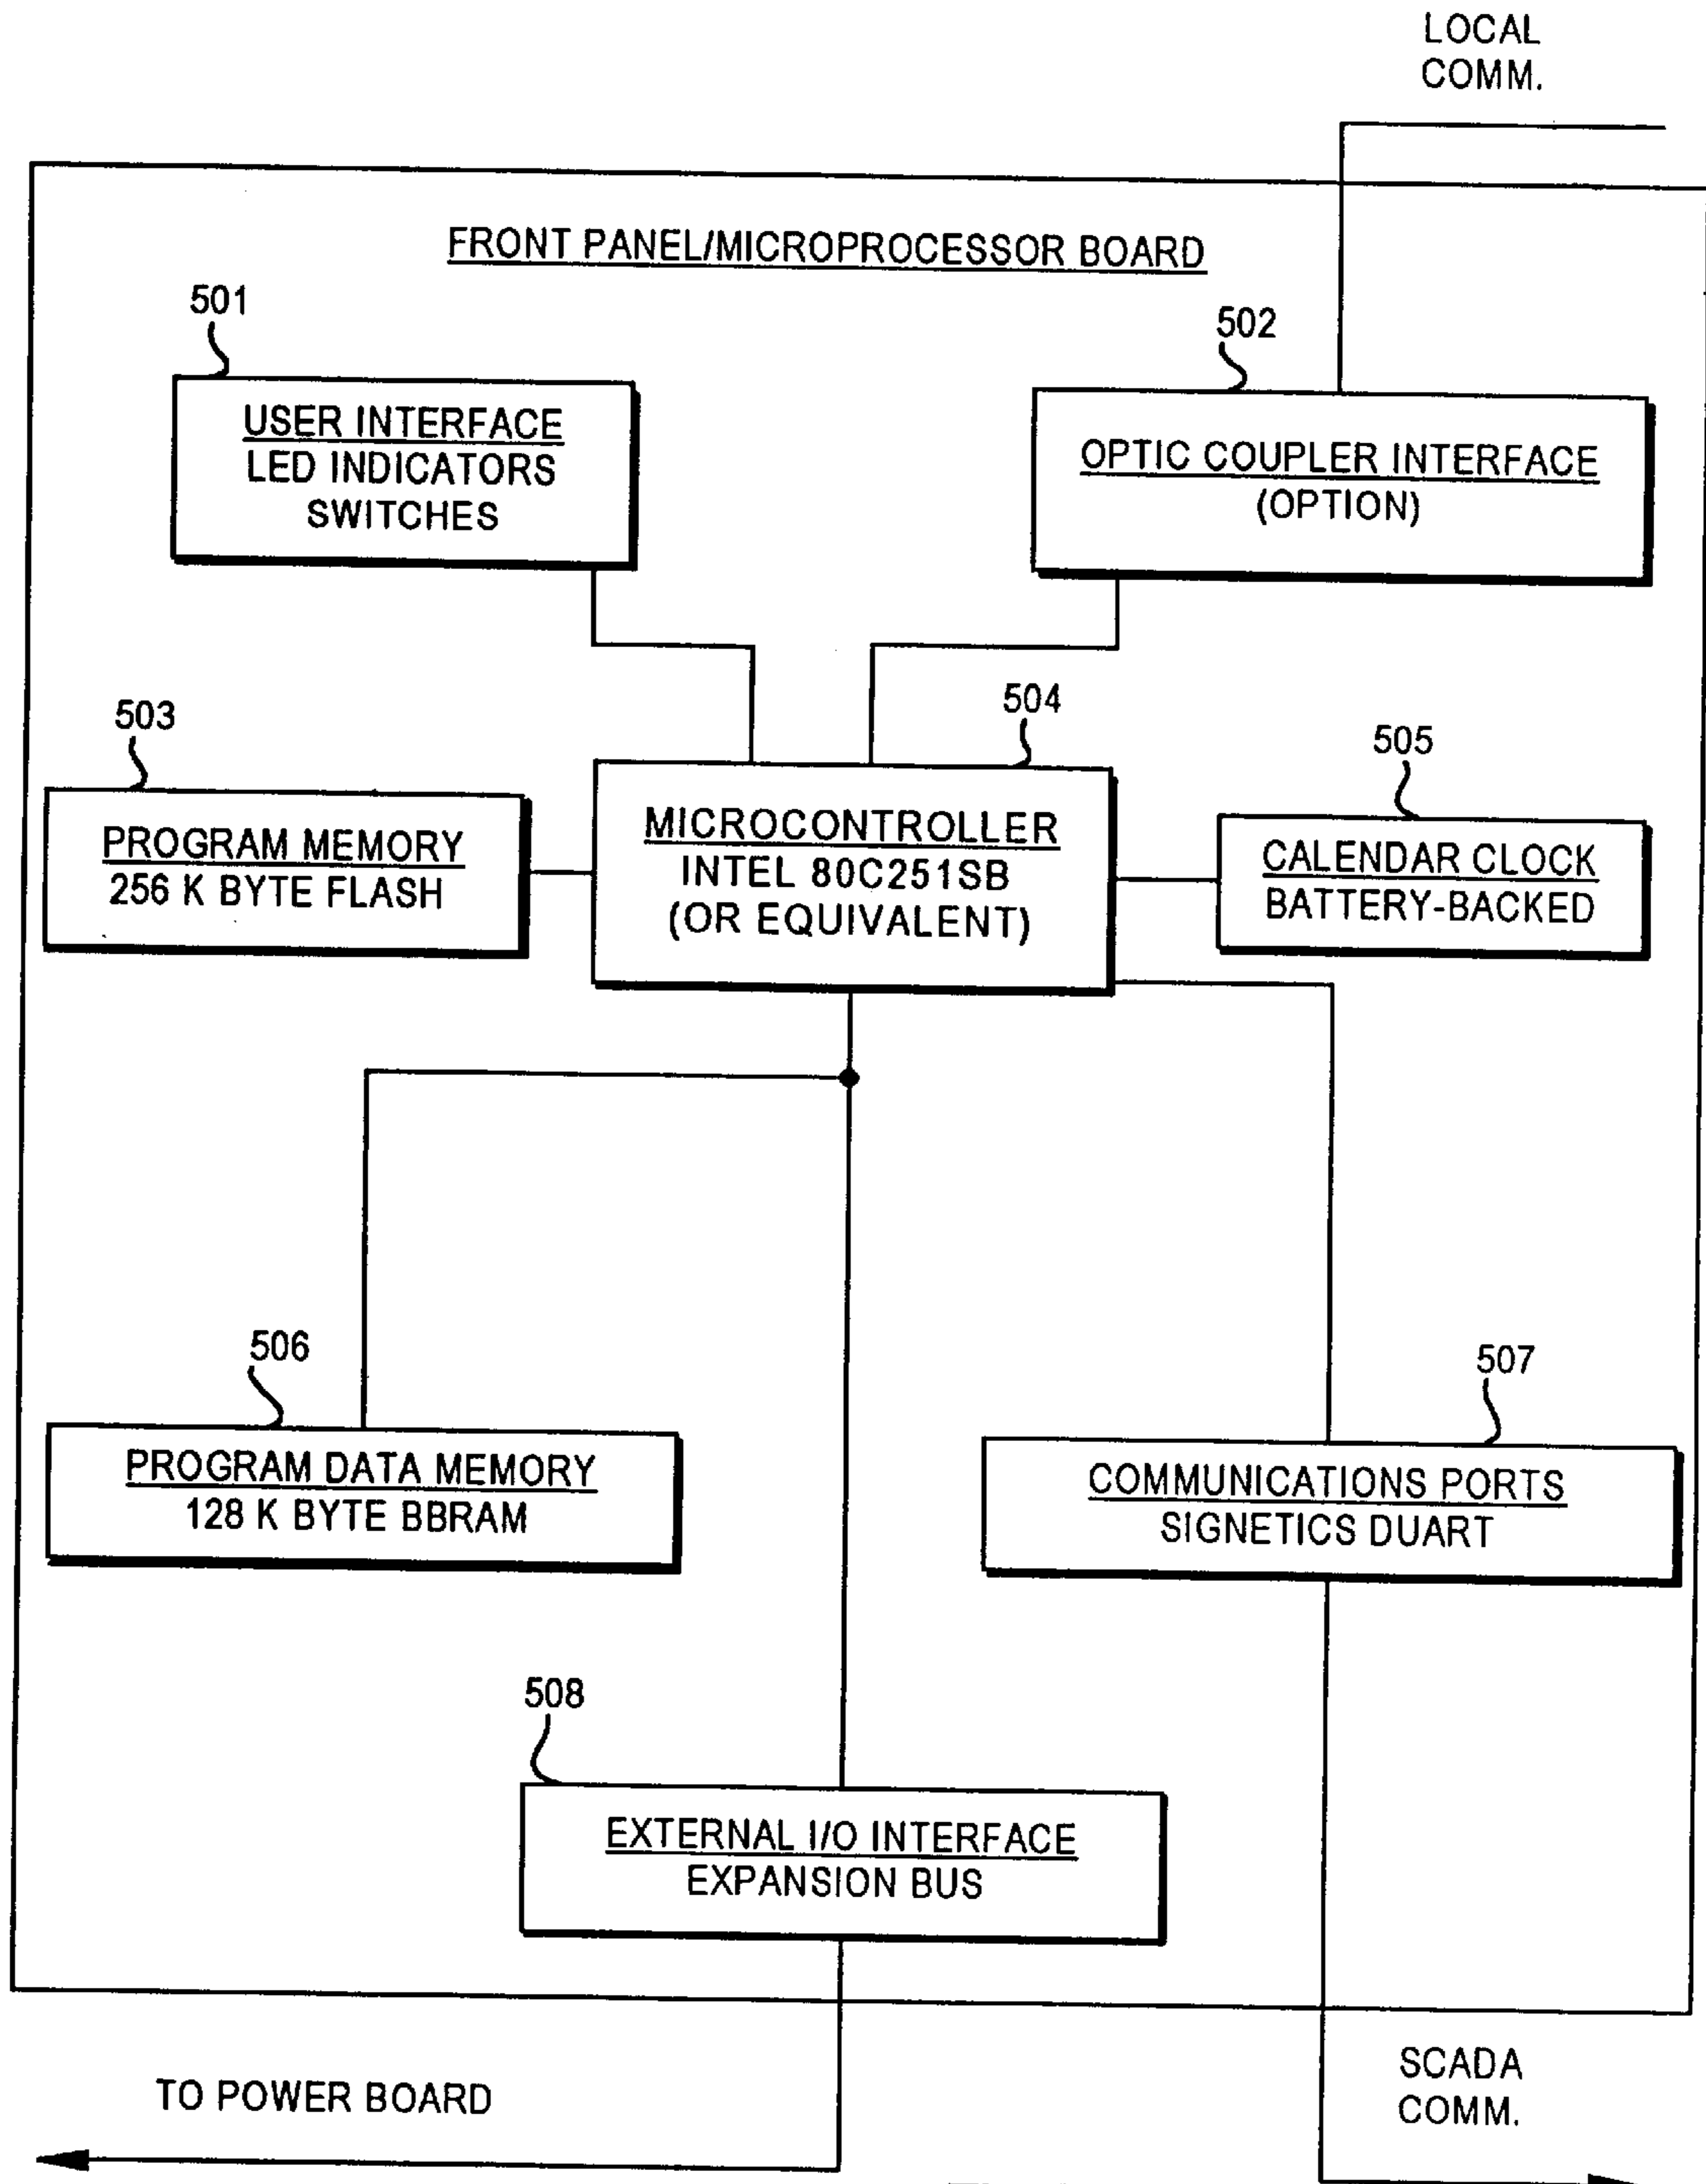 LOCAL
COMM.
FRONT PANEL/MICROPROCESSOR BOARD
501
USER INTERFACE
LED INDICATORS
SWITCHES
502
OPTIC COUPLER INTERFACE
(OPTION)
503
PROGRAM MEMORY
256 K BYTE FLASH
504
MICROCONTROLLER
INTEL 80C251SB
(OR EQUIVALENT)
505
CALENDAR CLOCK
BATTERY-BACKED
506
PROGRAM DATA MEMORY
128 K BYTE BBRAM
507
COMMUNICATIONS PORTS
SIGNETICS DUART
508
EXTERNAL I/O INTERFACE
EXPANSION BUS
TO POWER BOARD
SCADA
COMM.